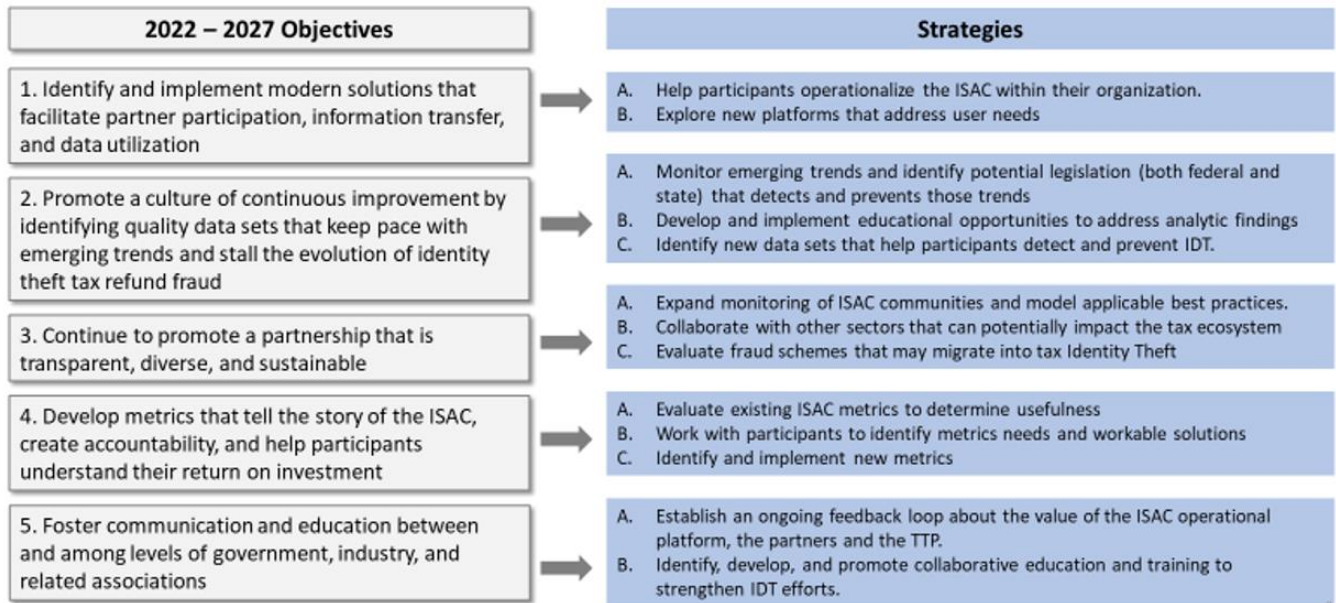 2022 – 2027 Objectives
Strategies
1. Identify and implement modern solutions that
facilitate partner participation, information transfer,
and data utilization
A. Help participants operationalize the ISAC within their organization.
B. Explore new platforms that address user needs
2. Promote a culture of continuous improvement by
identifying quality data sets that keep pace with
emerging trends and stall the evolution of identity
theft tax refund fraud
A. Monitor emerging trends and identify potential legislation (both federal and
state) that detects and prevents those trends
B. Develop and implement educational opportunities to address analytic findings
C. Identify new data sets that help participants detect and prevent IDT.
3. Continue to promote a partnership that is
transparent, diverse, and sustainable
A. Expand monitoring of ISAC communities and model applicable best practices.
B. Collaborate with other sectors that can potentially impact the tax ecosystem
C. Evaluate fraud schemes that may migrate into tax Identity Theft
4. Develop metrics that tell the story of the ISAC,
create accountability, and help participants
understand their return on investment
A. Evaluate existing ISAC metrics to determine usefulness
B. Work with participants to identify metrics needs and workable solutions
C. Identify and implement new metrics
5. Foster communication and education between
and among levels of government, industry, and
related associations
A. Establish an ongoing feedback loop about the value of the ISAC operational
platform, the partners and the TTP.
B. Identify, develop, and promote collaborative education and training to
strengthen IDT efforts.